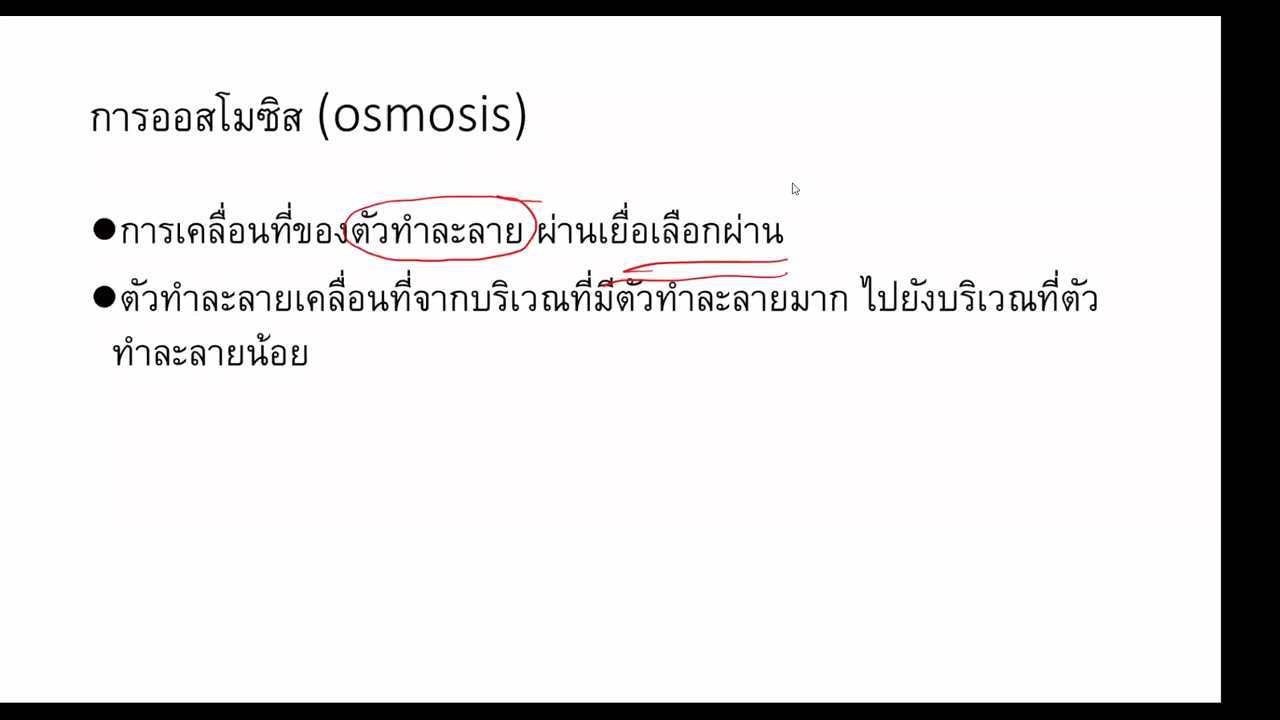 การออสโมซิส (osmosis)
●การเคลื่อนที่ของตัวทำละลาย ผ่านเยื่อเลือกผ่าน
●ตัวทำละลายเคลื่อนที่จากบริเวณที่มีตัวทำละลายมาก ไปยังบริเวณที่ตัว
ทำละลายน้อย